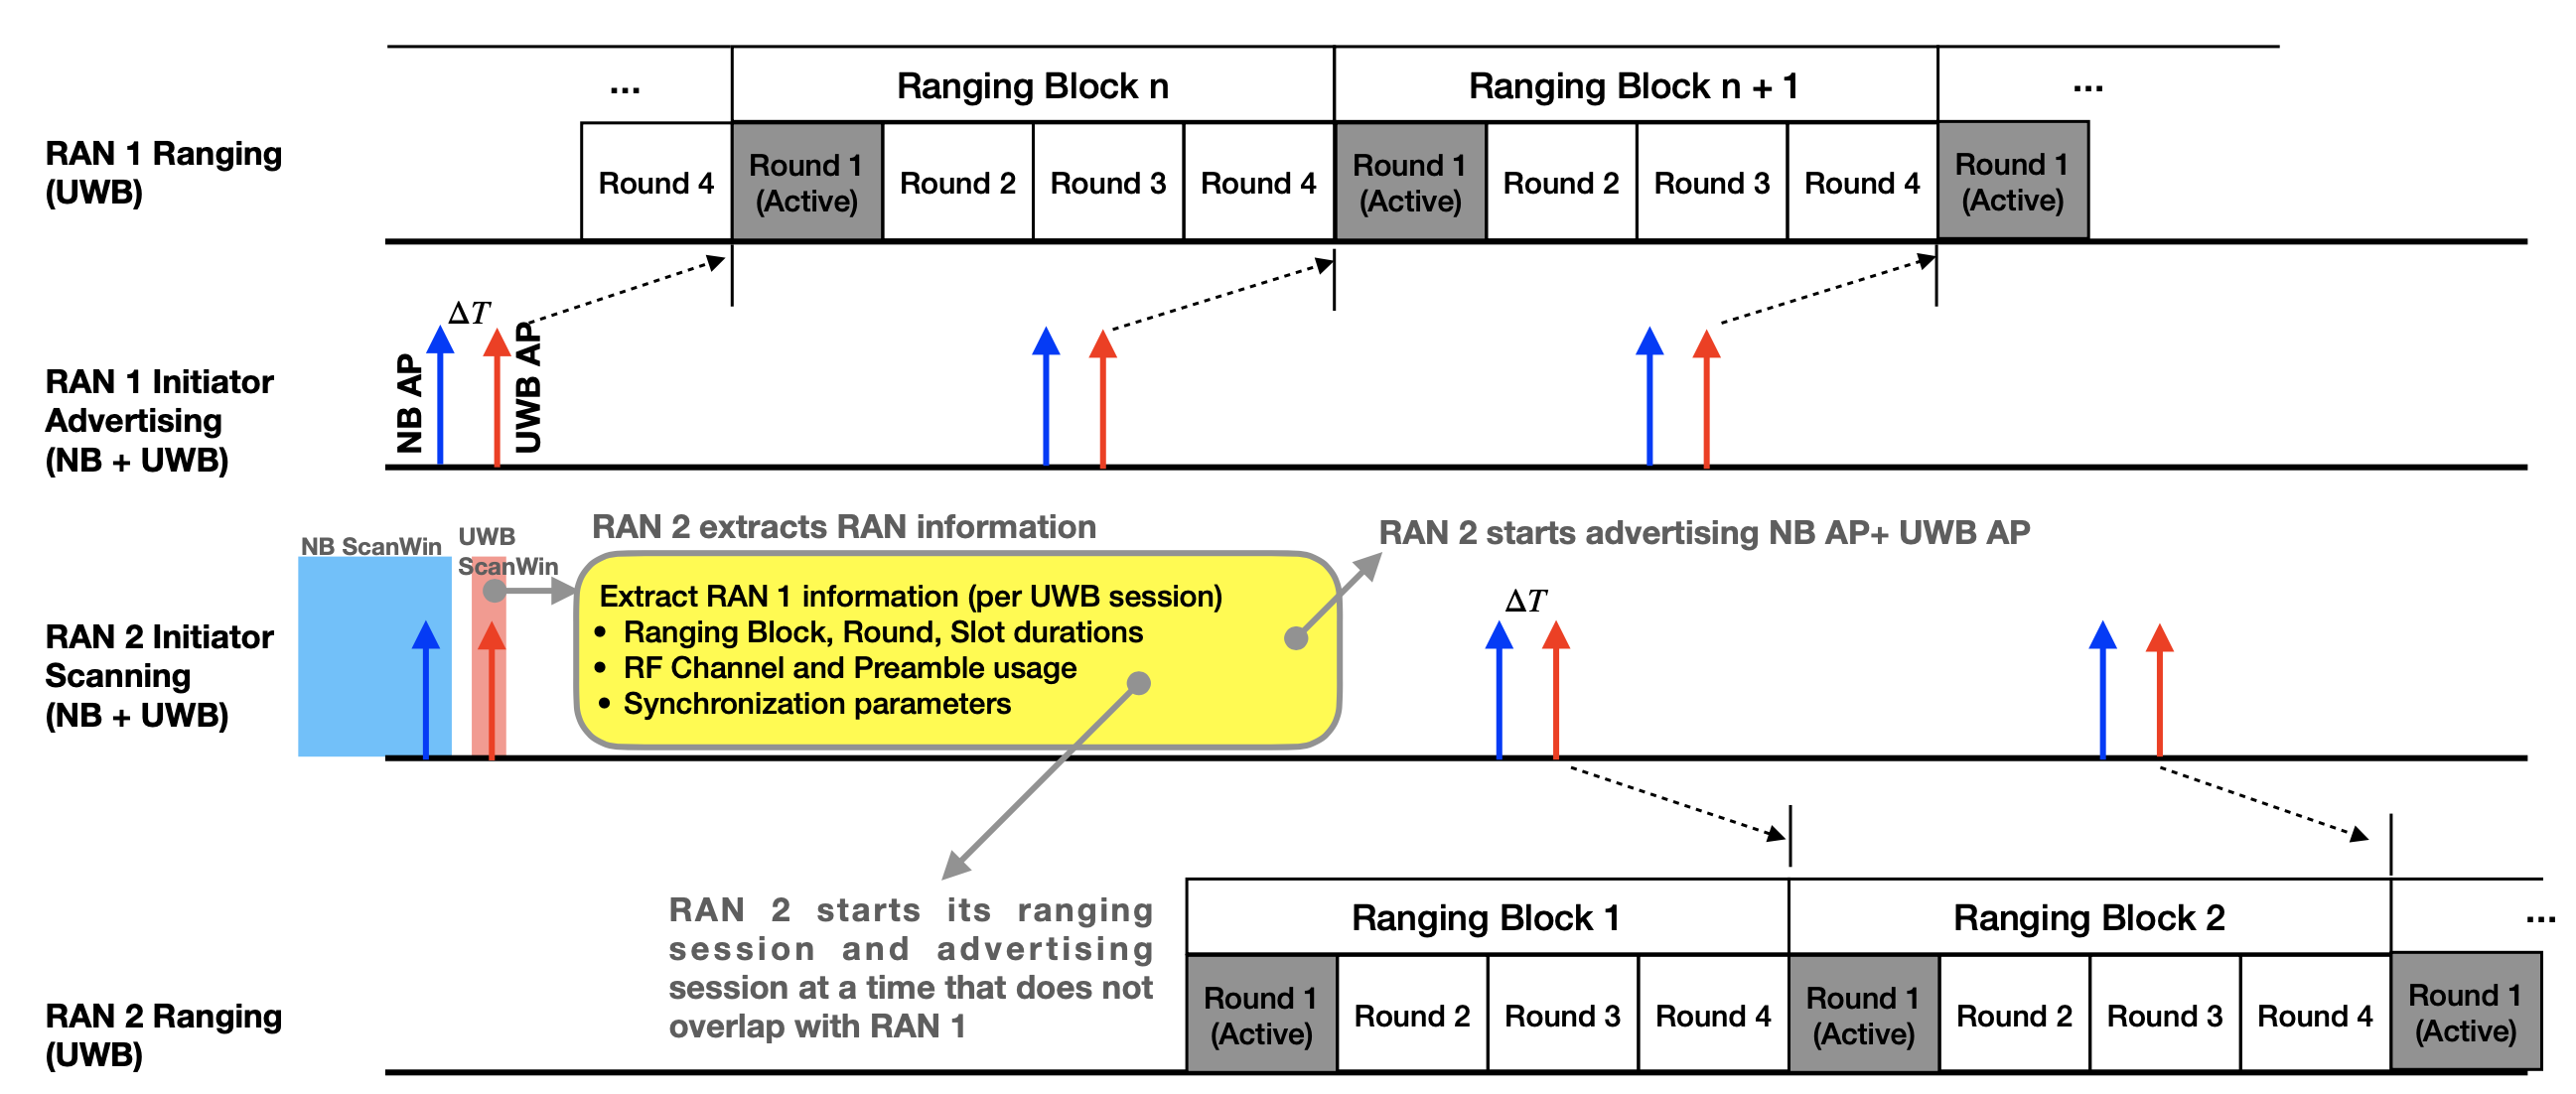 ...
Ranging Block n
Ranging Block n + 1
...
RAN 1 Ranging
(UWB)
Round 4
Round 1
(Active)
Round 2
Round 3
Round 4
Round 1
(Active)
Round 2
Round 3
Round 4
Round 1
(Active)
RAN 1 Initiator
Advertising
(NB + UWB)
NB AP
ΔT
UWB AP
RAN 2 Initiator
Scanning
(NB + UWB)
NB ScanWin
UWB
ScanWin
RAN 2 extracts RAN information
Extract RAN 1 information (per UWB session)
• Ranging Block, Round, Slot durations
• RF Channel and Preamble usage
• Synchronization parameters
RAN 2 starts advertising NB AP+ UWB AP
ΔT
RAN 2 starts its ranging
session and advertising
session at a time that does not
overlap with RAN 1
RAN 2 Ranging
(UWB)
Ranging Block 1
Ranging Block 2
...
Round 1
(Active)
Round 2
Round 3
Round 4
Round 1
(Active)
Round 2
Round 3
Round 4
Round 1
(Active)